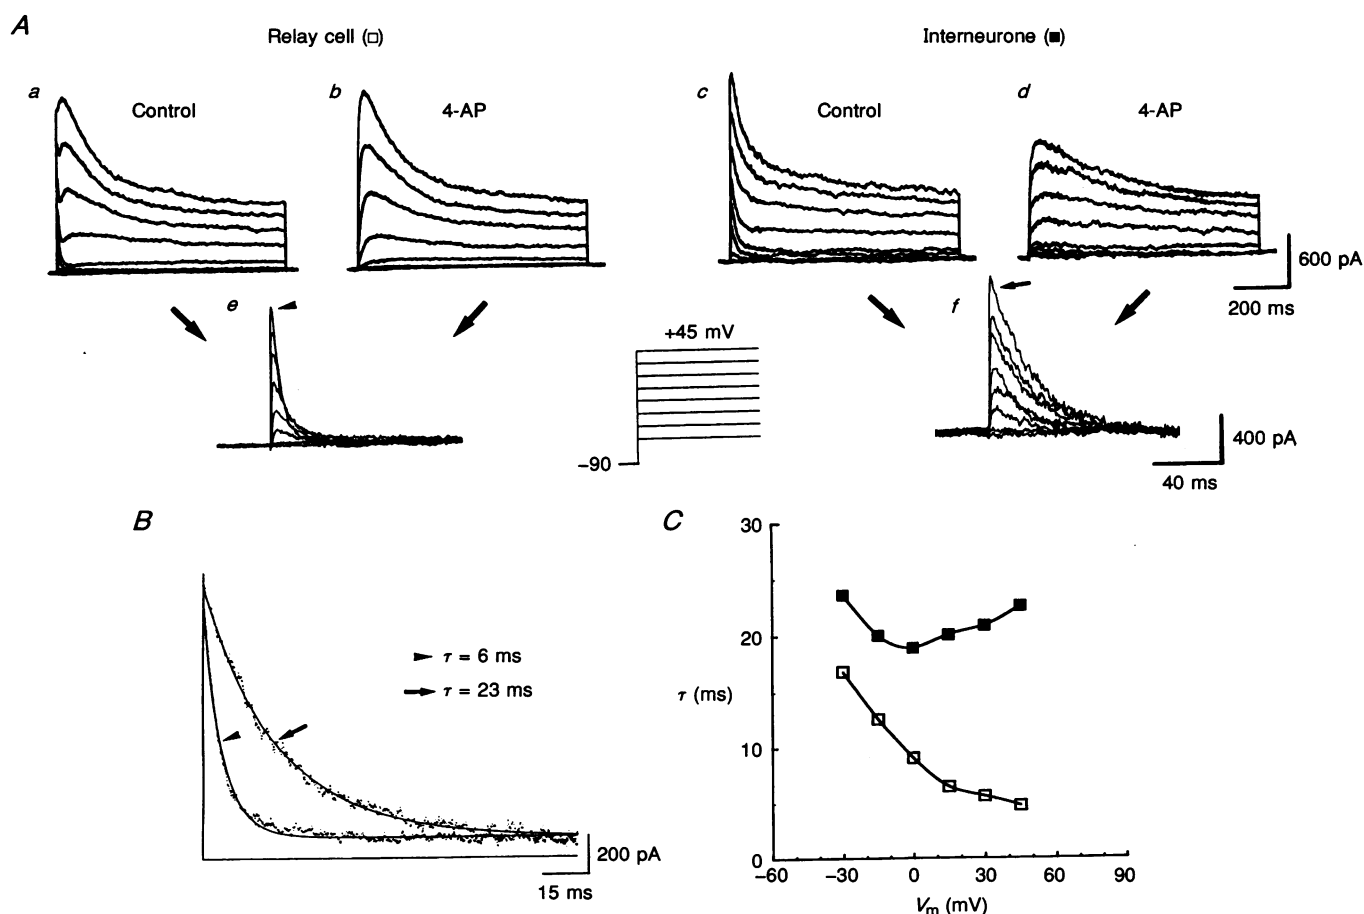 A
Relay cell (□)
Interneurone (■)
a
Control
b
4-AP
c
Control
d
4-AP
600 pA
200 ms
e
f
+45 mV
−90
400 pA
40 ms
B
τ = 6 ms
τ = 23 ms
200 pA
15 ms
C
30
20
τ (ms)
10
0
−60 −30 0 30 60 90
Vm (mV)